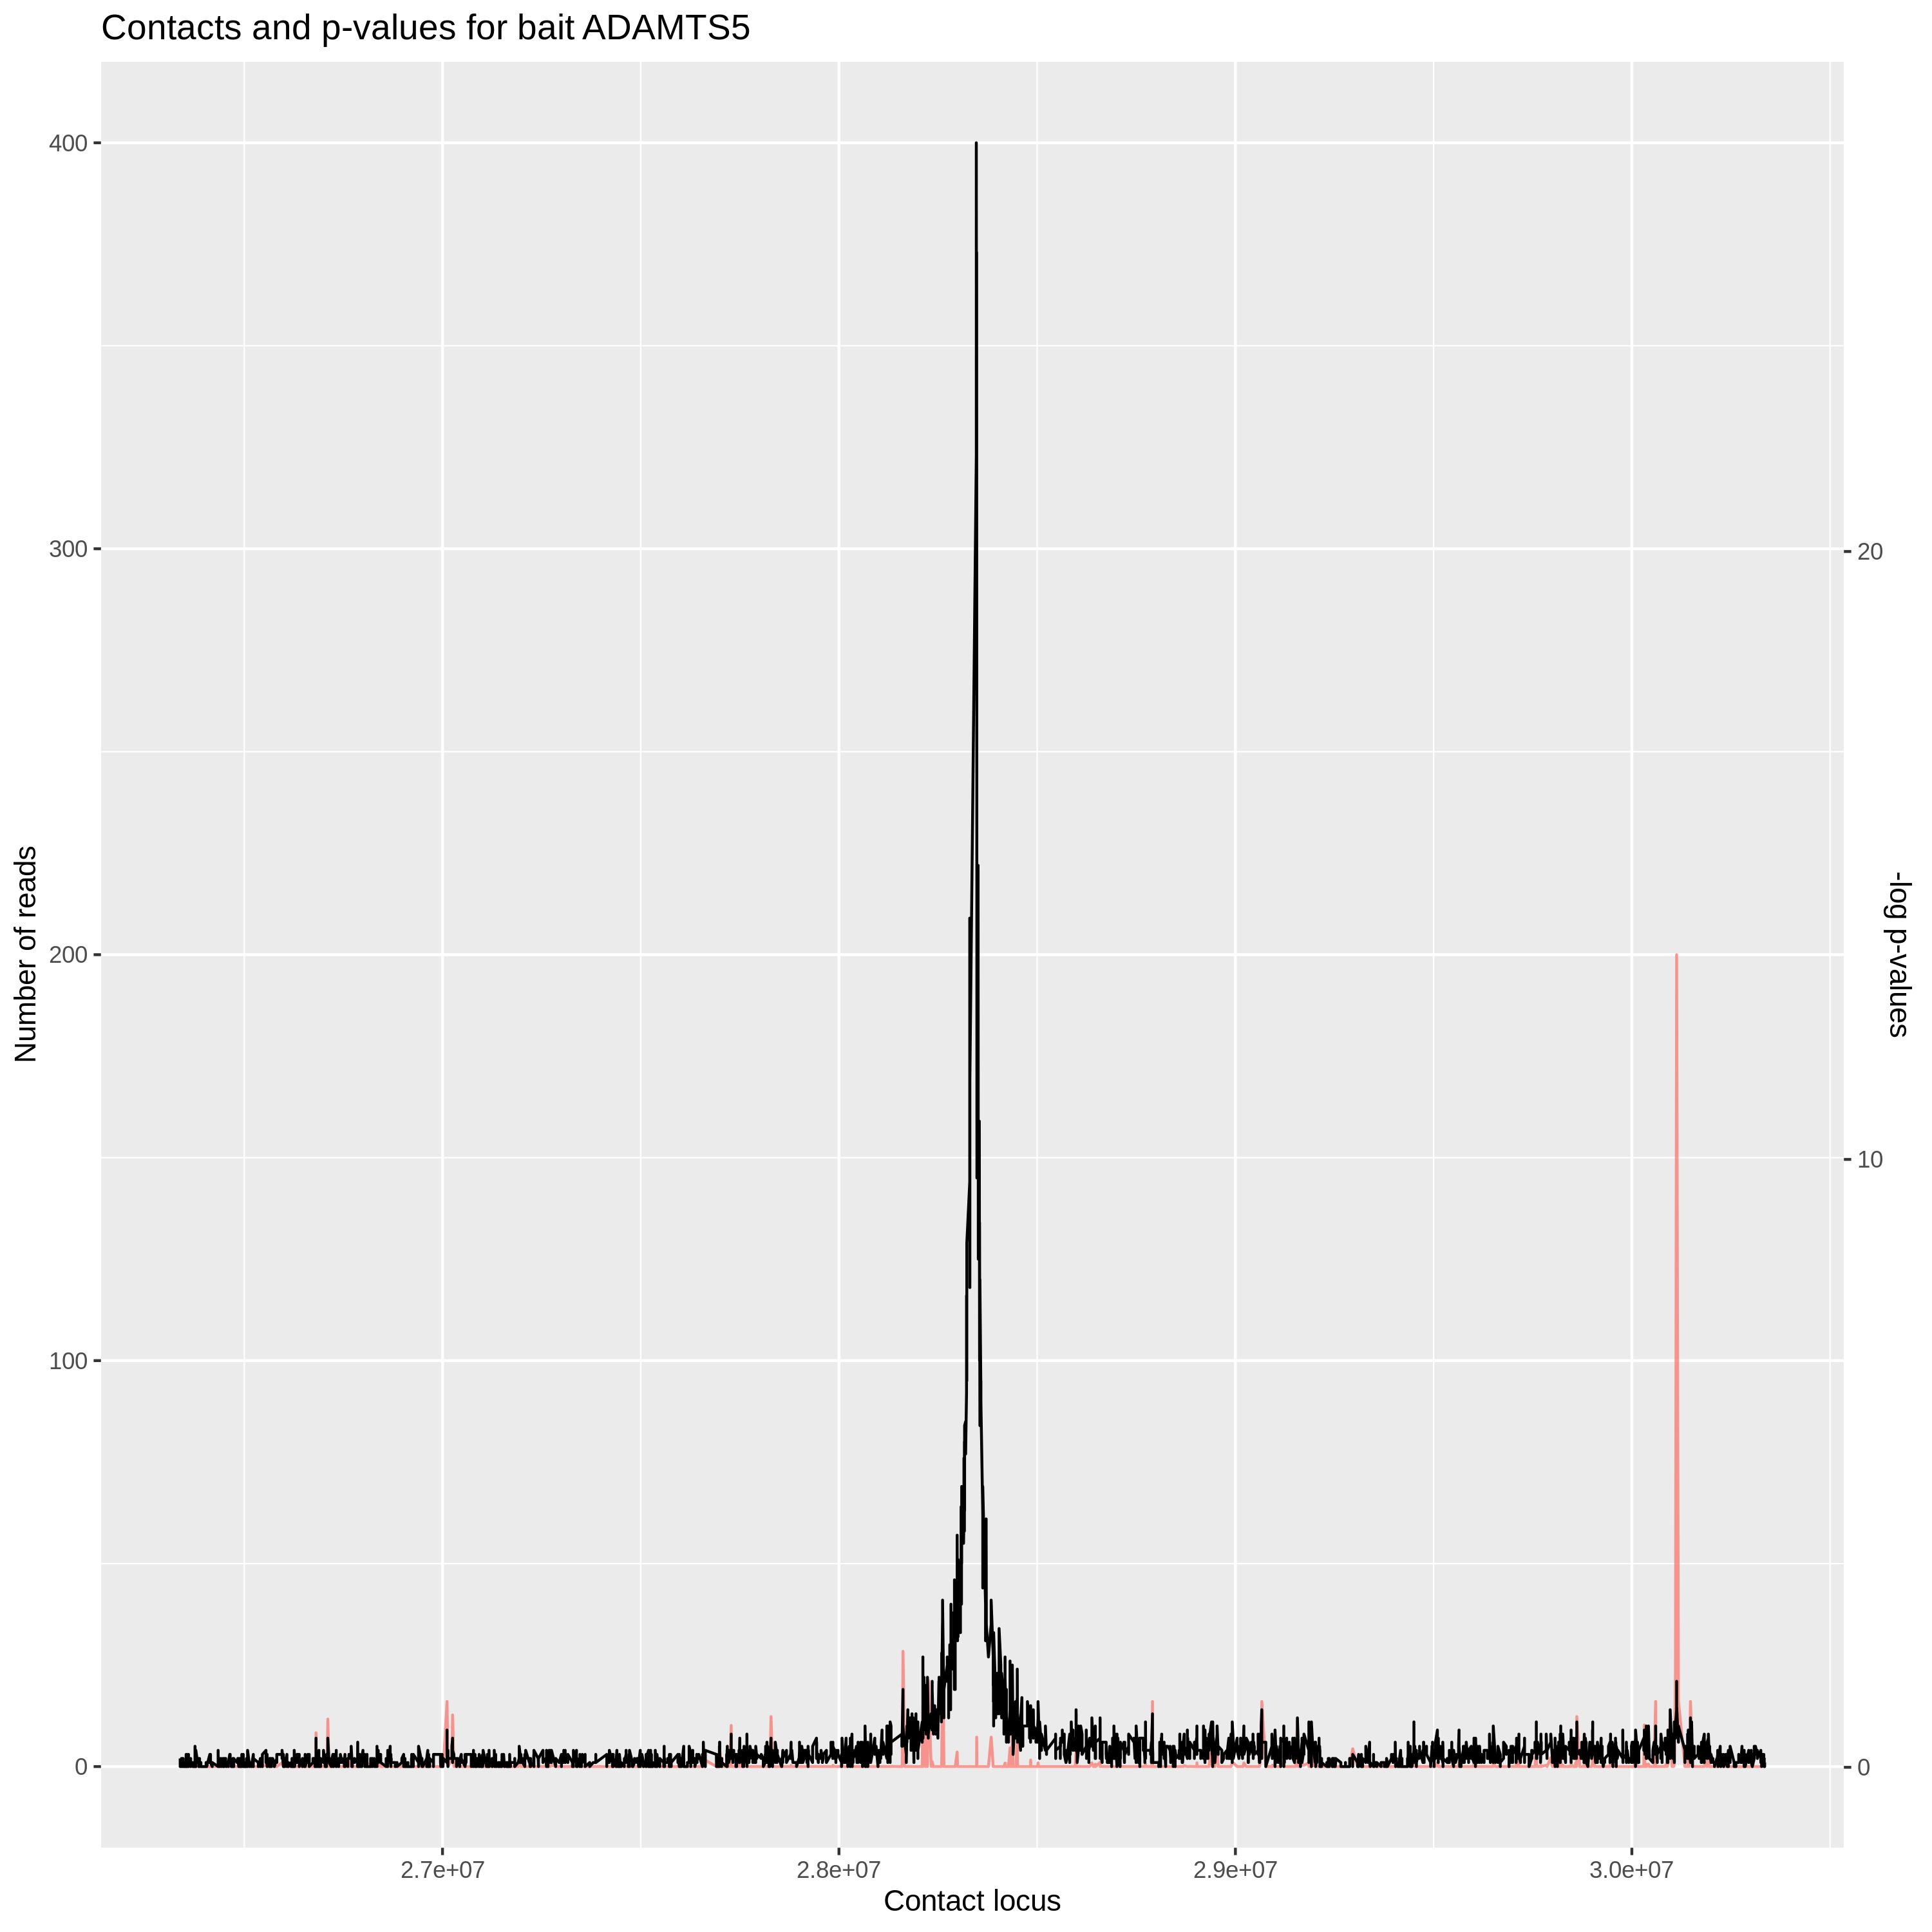 Contacts and p-values for bait ADAMTS5
400
300
200
100
0
Number of reads
20
10
0
-log p-values
2.7e+07
2.8e+07
2.9e+07
3.0e+07
Contact locus